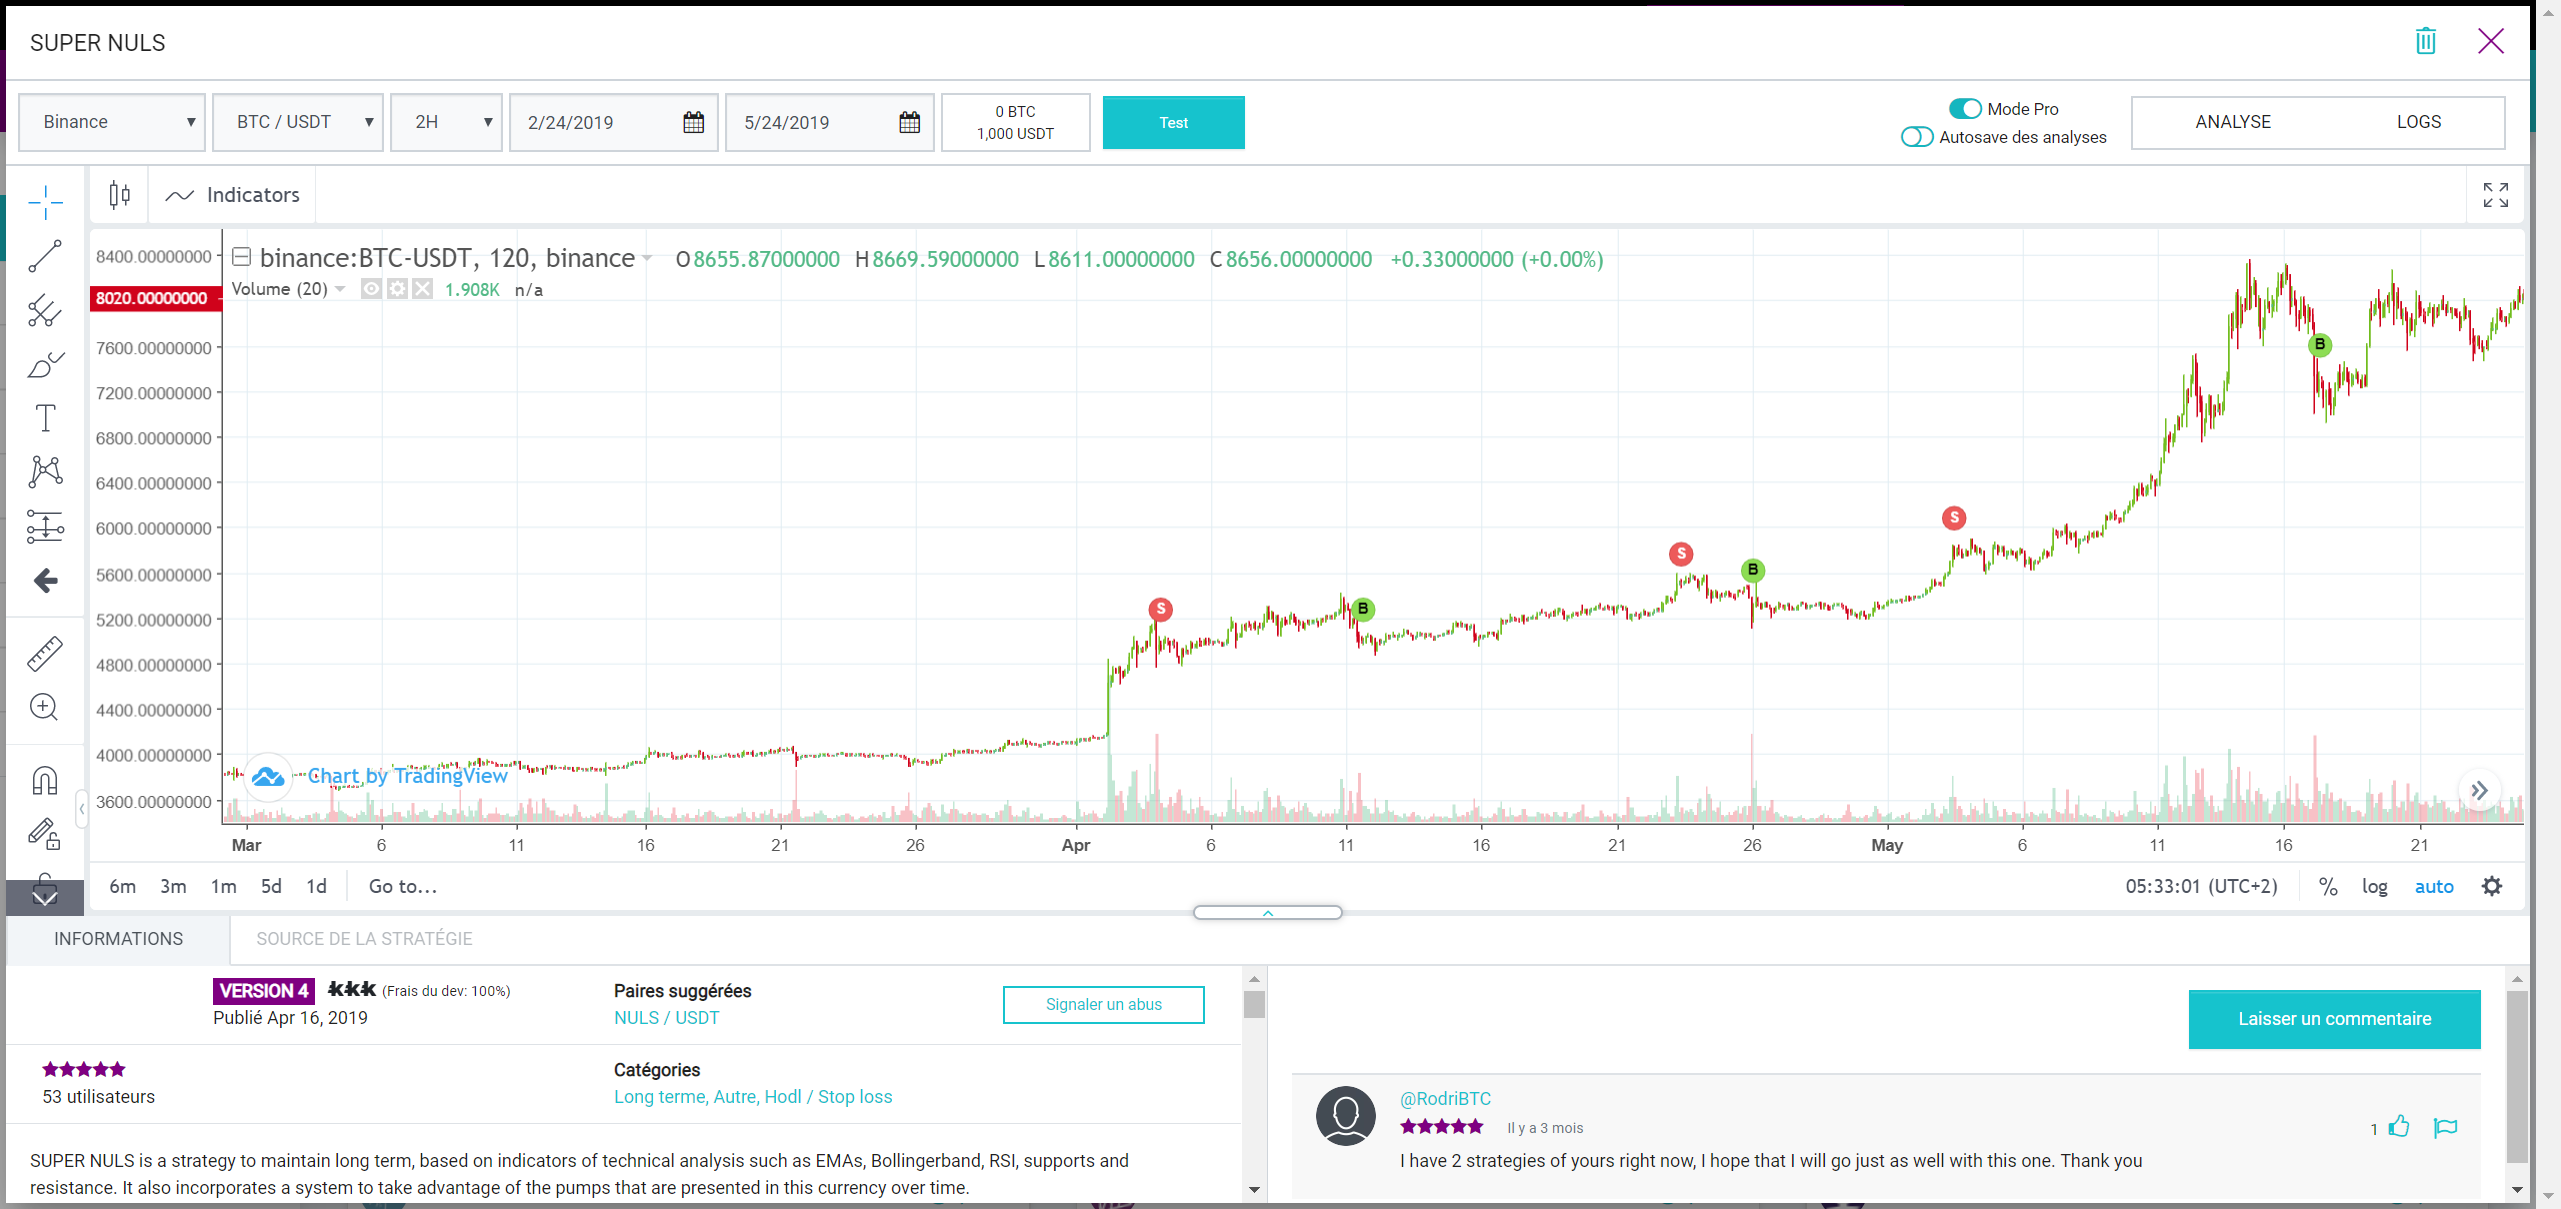 SUPER NULS
Binance
BTC / USDT
2H
2/24/2019
5/24/2019
0 BTC
1,000 USDT
Test
Mode Pro
Autosave des analyses
ANALYSE
LOGS
Indicators
binance:BTC-USDT, 120, binance
O8655.87000000 H8669.59000000 L8611.00000000 C8656.00000000 +0.33000000 (+0.00%)
Volume (20) 1.908K n/a
8400.00000000
8020.00000000
7600.00000000
7200.00000000
6800.00000000
6400.00000000
6000.00000000
5600.00000000
5200.00000000
4800.00000000
4400.00000000
4000.00000000
3600.00000000
S
B
S
B
S
B
Chart by TradingView
Mar 6 11 16 21 26 Apr 6 11 16 21 26 May 6 11 16 21
6m 3m 1m 5d 1d Go to...
05:33:01 (UTC+2) % log auto
INFORMATIONS
SOURCE DE LA STRATÉGIE
VERSION 4 kkk (Frais du dev: 100%)
Publié Apr 16, 2019
Paires suggérées
NULS / USDT
Signaler un abus
53 utilisateurs
Catégories
Long terme, Autre, Hodl / Stop loss
SUPER NULS is a strategy to maintain long term, based on indicators of technical analysis such as EMAs, Bollingerband, RSI, supports and
resistance. It also incorporates a system to take advantage of the pumps that are presented in this currency over time.
Laisser un commentaire
@RodriBTC
Il y a 3 mois
1
I have 2 strategies of yours right now, I hope that I will go just as well with this one. Thank you